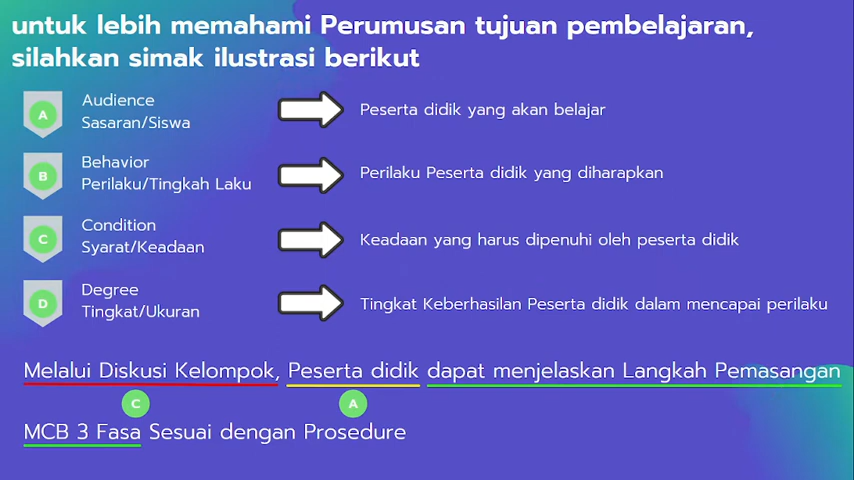 untuk lebih memahami Perumusan tujuan pembelajaran,
silahkan simak ilustrasi berikut
A
Audience
Sasaran/Siswa
Peserta didik yang akan belajar
B
Behavior
Perilaku/Tingkah Laku
Perilaku Peserta didik yang diharapkan
C
Condition
Syarat/Keadaan
Keadaan yang harus dipenuhi oleh peserta didik
D
Degree
Tingkat/Ukuran
Tingkat Keberhasilan Peserta didik dalam mencapai perilaku
Melalui Diskusi Kelompok, Peserta didik dapat menjelaskan Langkah Pemasangan
C A
MCB 3 Fasa Sesuai dengan Prosedure